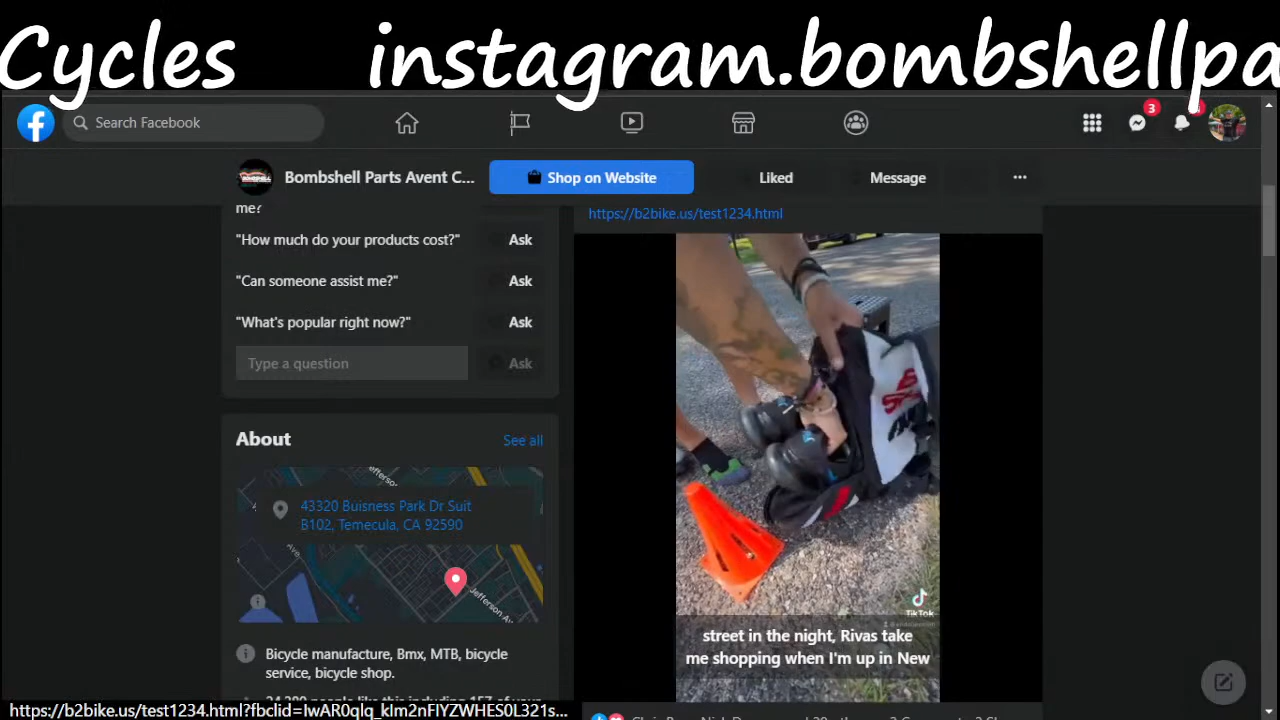 Cycles instagram.bombshellpa
Search Facebook
3
Bombshell Parts Avent C...
Shop on Website
Liked
Message
me?
https://b2bike.us/test1234.html
"How much do your products cost?" Ask
"Can someone assist me?" Ask
"What's popular right now?" Ask
Type a question Ask
About See all
43320 Buisness Park Dr Suit
B102, Temecula, CA 92590
Jefferson Av
Bicycle manufacture, Bmx, MTB, bicycle
service, bicycle shop.
TikTok
street in the night, Rivas take
me shopping when I'm up in New
https://b2bike.us/test1234.html?fbclid=IwAR0qlq_klm2nFlYZWHES0L321s...